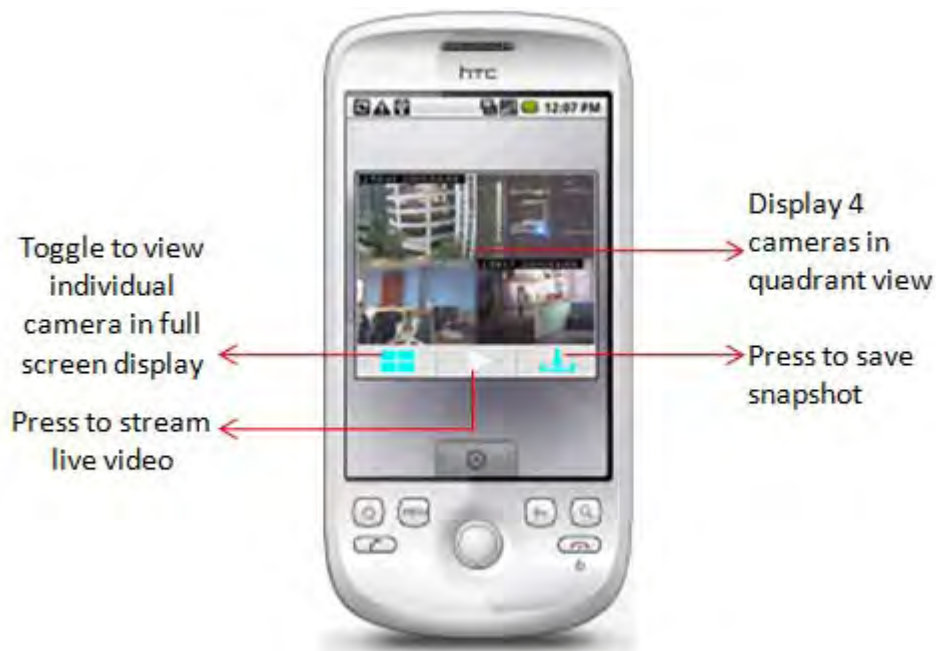 htc
12:07 PM
Toggle to view
individual
camera in full
screen display
Press to stream
live video
Display 4
cameras in
quadrant view
Press to save
snapshot
MENU